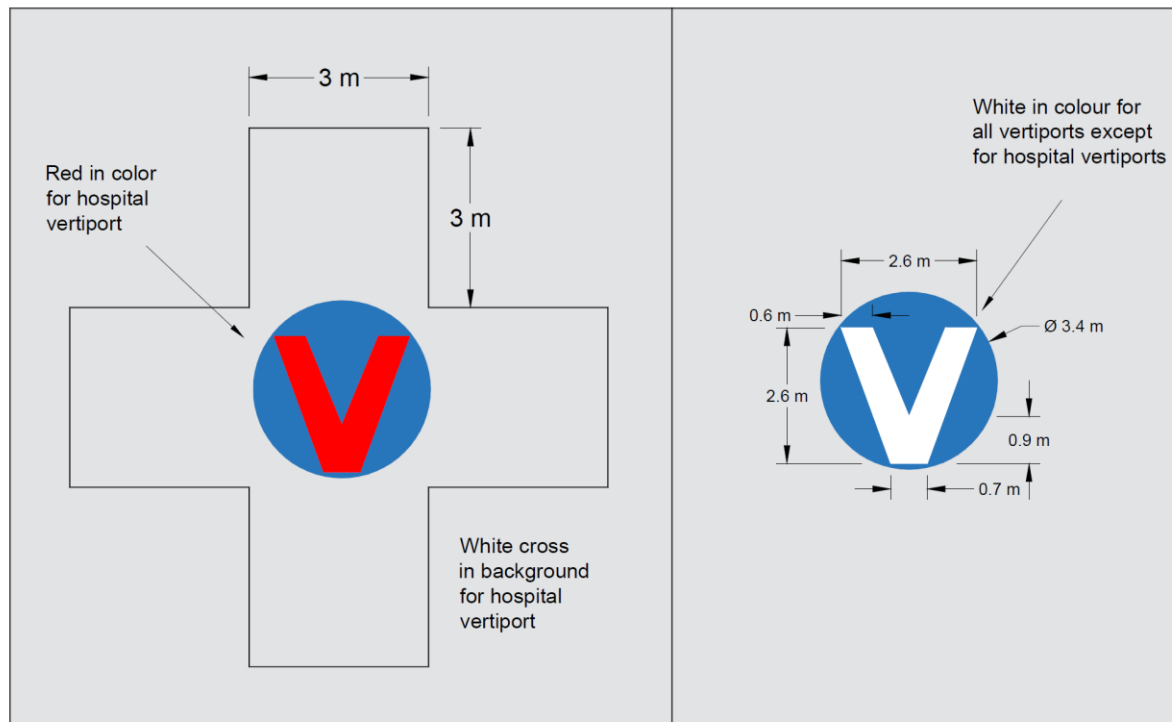 3 m
Red in color
for hospital
vertiport
3 m
V
White cross
in background
for hospital
vertiport
White in colour for
all vertiports except
for hospital vertiports
2.6 m
0.6 m
Ø 3.4 m
2.6 m
V
0.9 m
0.7 m